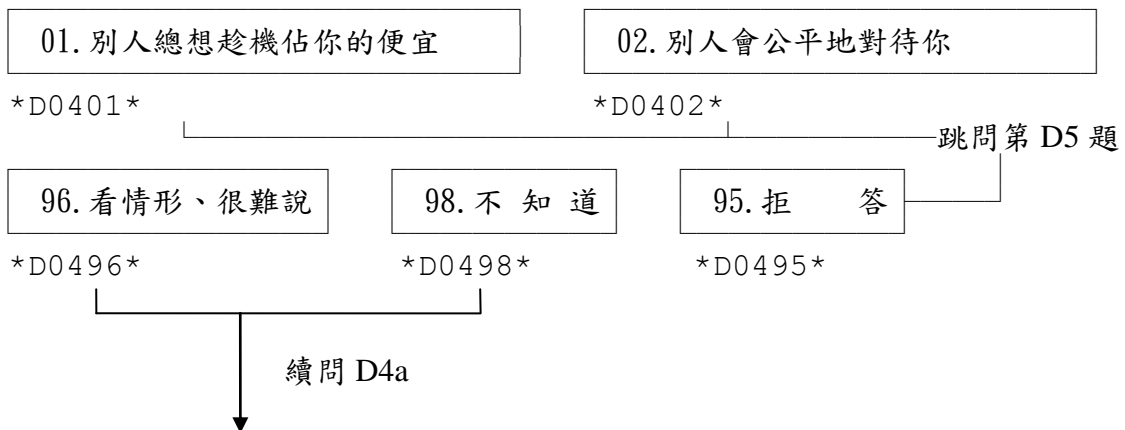 01.別人總想趁機佔你的便宜 02.別人會公平地對待你
*D0401* *D0402*
跳問第 D5 題
96.看情形、很難說 98.不 知 道 95.拒 答
*D0496* *D0498* *D0495*
續問 D4a